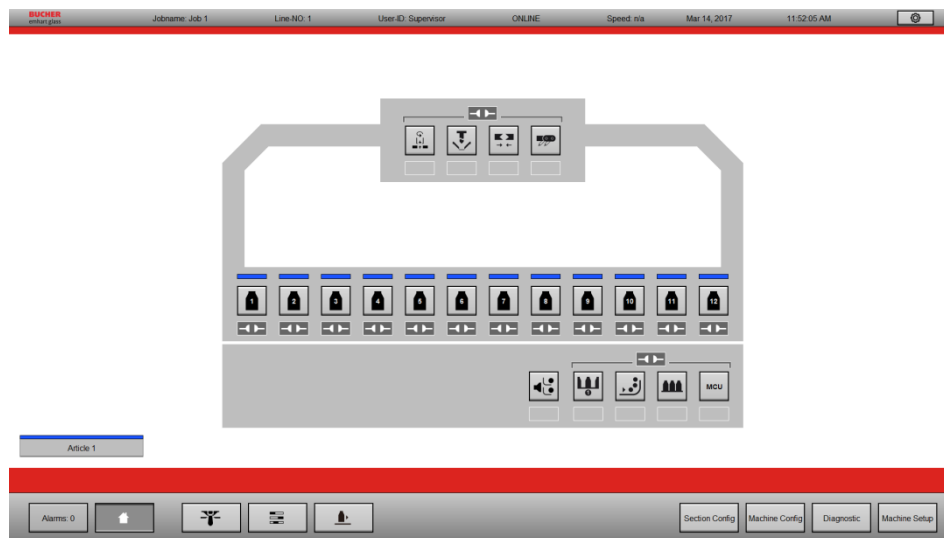 BUCHER
emhart glass
Jobname: Job 1
Line-NO: 1
User-ID: Supervisor
ONLINE
Speed: n/a
Mar 14, 2017
11:52:05 AM
1 2 3 4 5 6 7 8 9 10 11 12
MCU
Article 1
Alarms: 0
Section Config
Machine Config
Diagnostic
Machine Setup